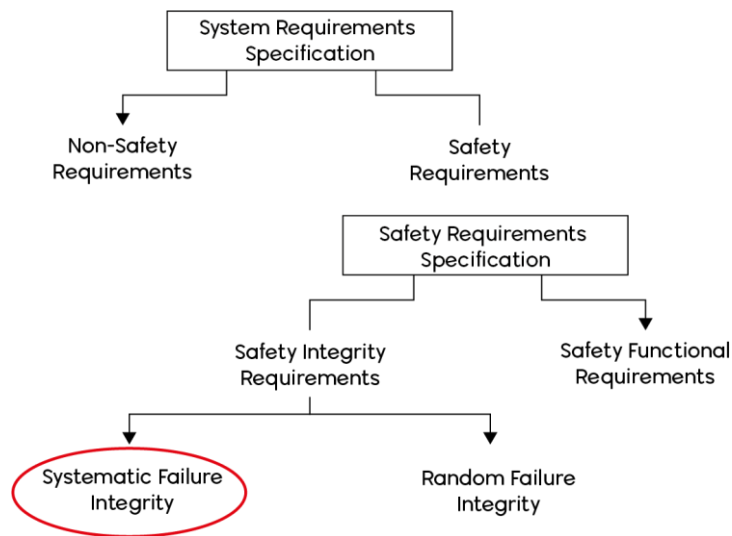 System Requirements
Specification
Non-Safety
Requirements
Safety
Requirements
Safety Requirements
Specification
Safety Integrity
Requirements
Safety Functional
Requirements
Systematic Failure
Integrity
Random Failure
Integrity